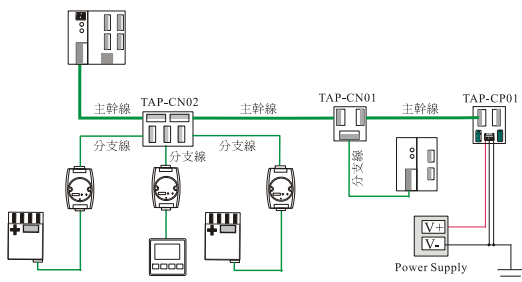 TAP-CN02
TAP-CN01
TAP-CP01
主幹線
主幹線
主幹線
分支線
分支線
分支線
分支線
V+
V-
Power Supply